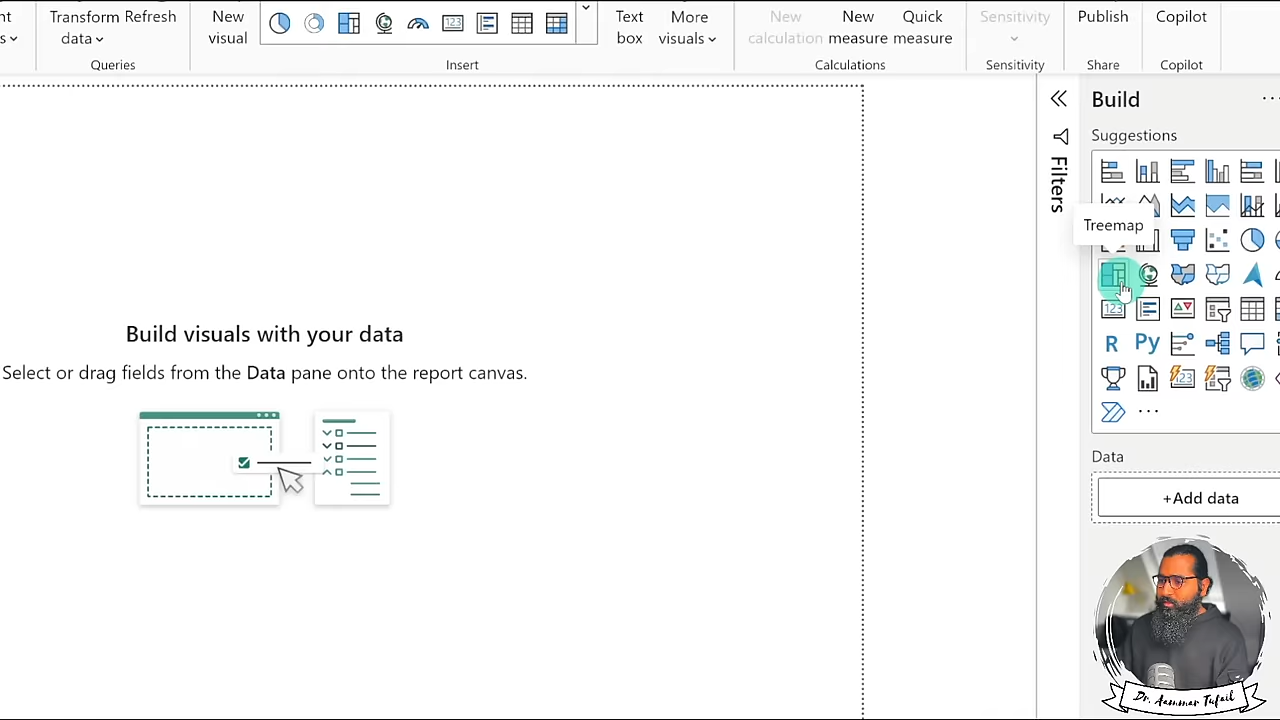 Transform Refresh
data
New
visual
Text
box
More
visuals
New
calculation
New
measure
Quick
measure
Sensitivity
Publish
Copilot
Queries
Insert
Calculations
Sensitivity
Share
Copilot
Build
Suggestions
Filters
Treemap
123
R Py
123
Data
+Add data
Build visuals with your data
Select or drag fields from the Data pane onto the report canvas.
Dr. Aammar Tufail